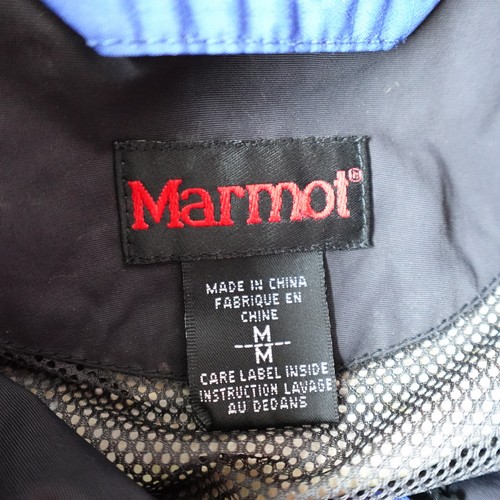 Marmot®
MADE IN CHINA
FABRIQUE EN
CHINE
M
M
CARE LABEL INSIDE
INSTRUCTION LAVAGE
AU DEDANS